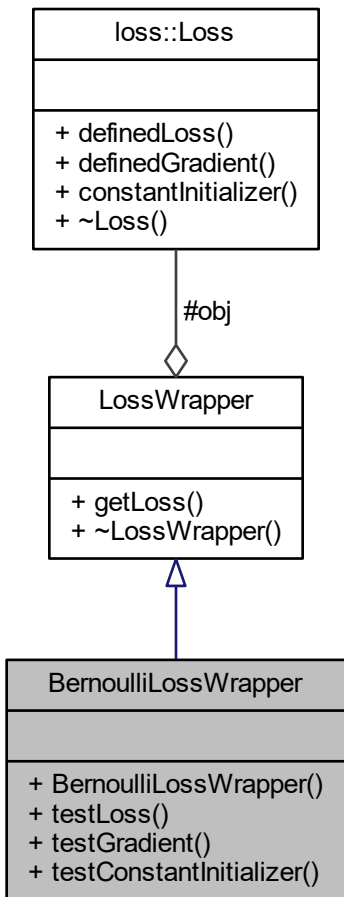 loss::Loss
+ definedLoss()
+ definedGradient()
+ constantInitializer()
+ ~Loss()
#obj
LossWrapper
+ getLoss()
+ ~LossWrapper()
BernoulliLossWrapper
+ BernoulliLossWrapper()
+ testLoss()
+ testGradient()
+ testConstantInitializer()